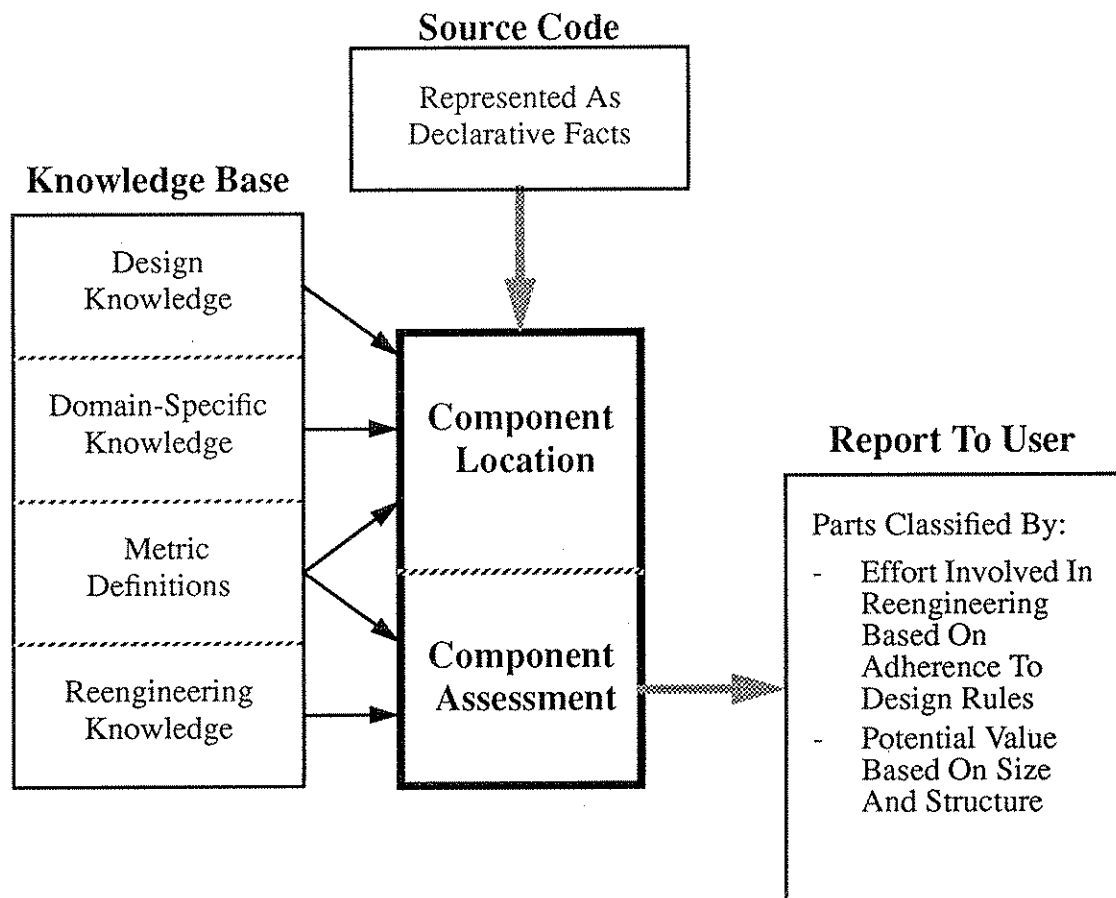 Source Code
Represented As
Declarative Facts
Knowledge Base
Design
Knowledge
Domain-Specific
Knowledge
Metric
Definitions
Reengineering
Knowledge
Component
Location
Component
Assessment
Report To User
Parts Classified By:
- Effort Involved In
Reengineering
Based On
Adherence To
Design Rules
- Potential Value
Based On Size
And Structure